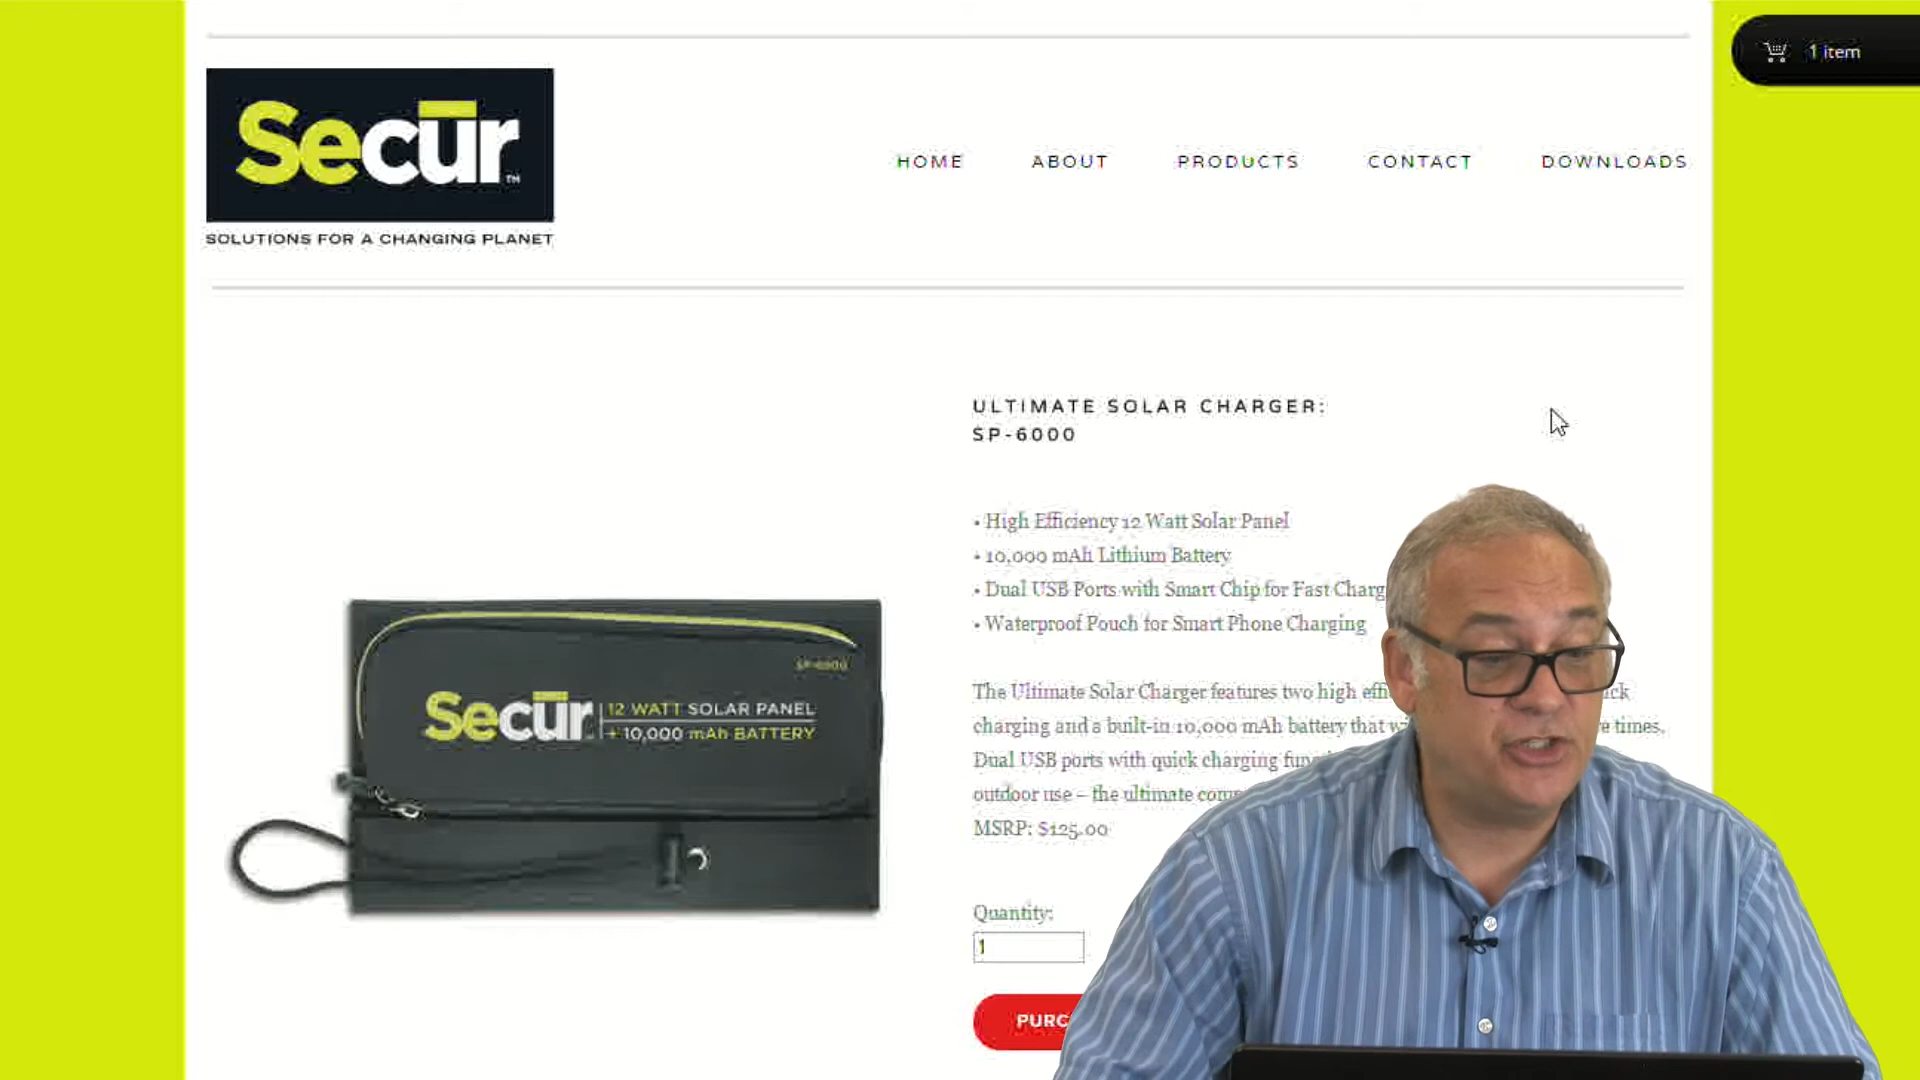 1 item
Secūr™
SOLUTIONS FOR A CHANGING PLANET
HOME ABOUT PRODUCTS CONTACT DOWNLOADS
ULTIMATE SOLAR CHARGER:
SP-6000
• High Efficiency 12 Watt Solar Panel
• 10,000 mAh Lithium Battery
• Dual USB Ports with Smart Chip for Fast Charg
• Waterproof Pouch for Smart Phone Charging
The Ultimate Solar Charger features two high
charging and a built-in 10,000 mAh battery that times.
Dual USB ports with quick charging
outdoor use – the ultimate
MSRP: $125.00
Quantity:
1
PURC
SP-6000
Secūr 12 WATT SOLAR PANEL
+ 10,000 mAh BATTERY